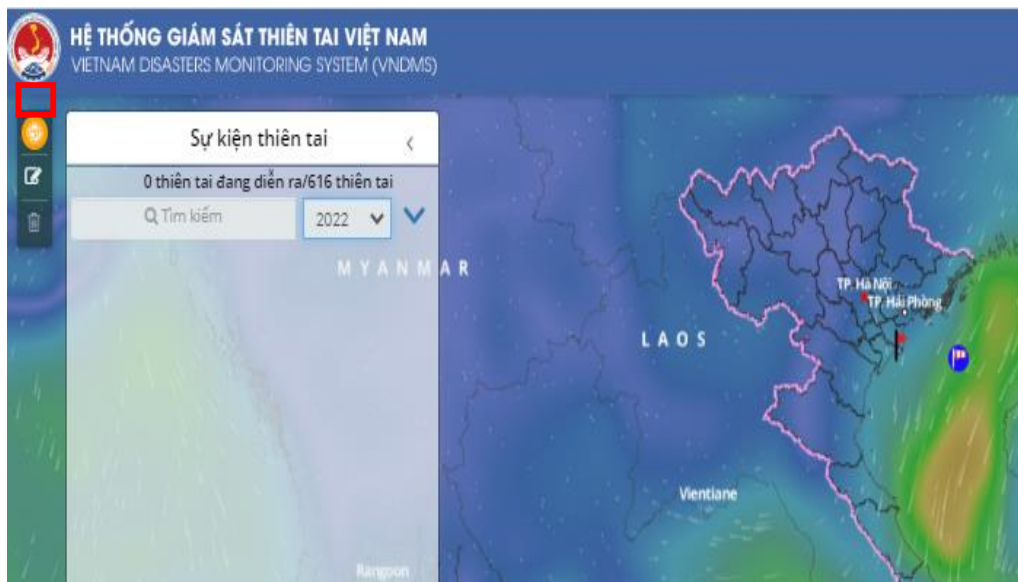 HỆ THỐNG GIÁM SÁT THIÊN TAI VIỆT NAM
VIETNAM DISASTERS MONITORING SYSTEM (VNDMS)
Sự kiện thiên tai
0 thiên tai đang diễn ra/616 thiên tai
Tìm kiếm
2022
MYANMAR
TP. Hà Nội
TP. Hải Phòng
LAOS
Vientiane
Rangoon